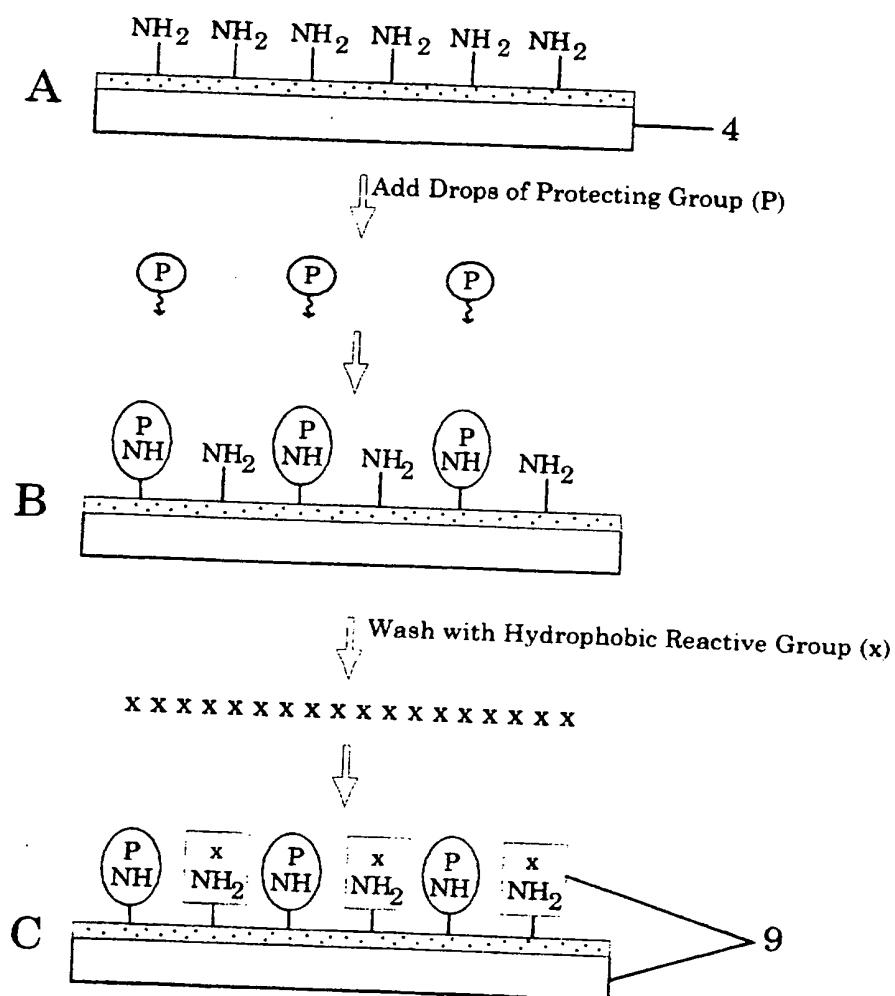 NH2 NH2 NH2 NH2 NH2 NH2
A
4
Add Drops of Protecting Group (P)
P P P
P P P
NH NH2 NH NH2 NH NH2
B
Wash with Hydrophobic Reactive Group (x)
x x x x x x x x x x x x x x x x x x
P x P x P x
NH NH2 NH NH2 NH NH2
C
9